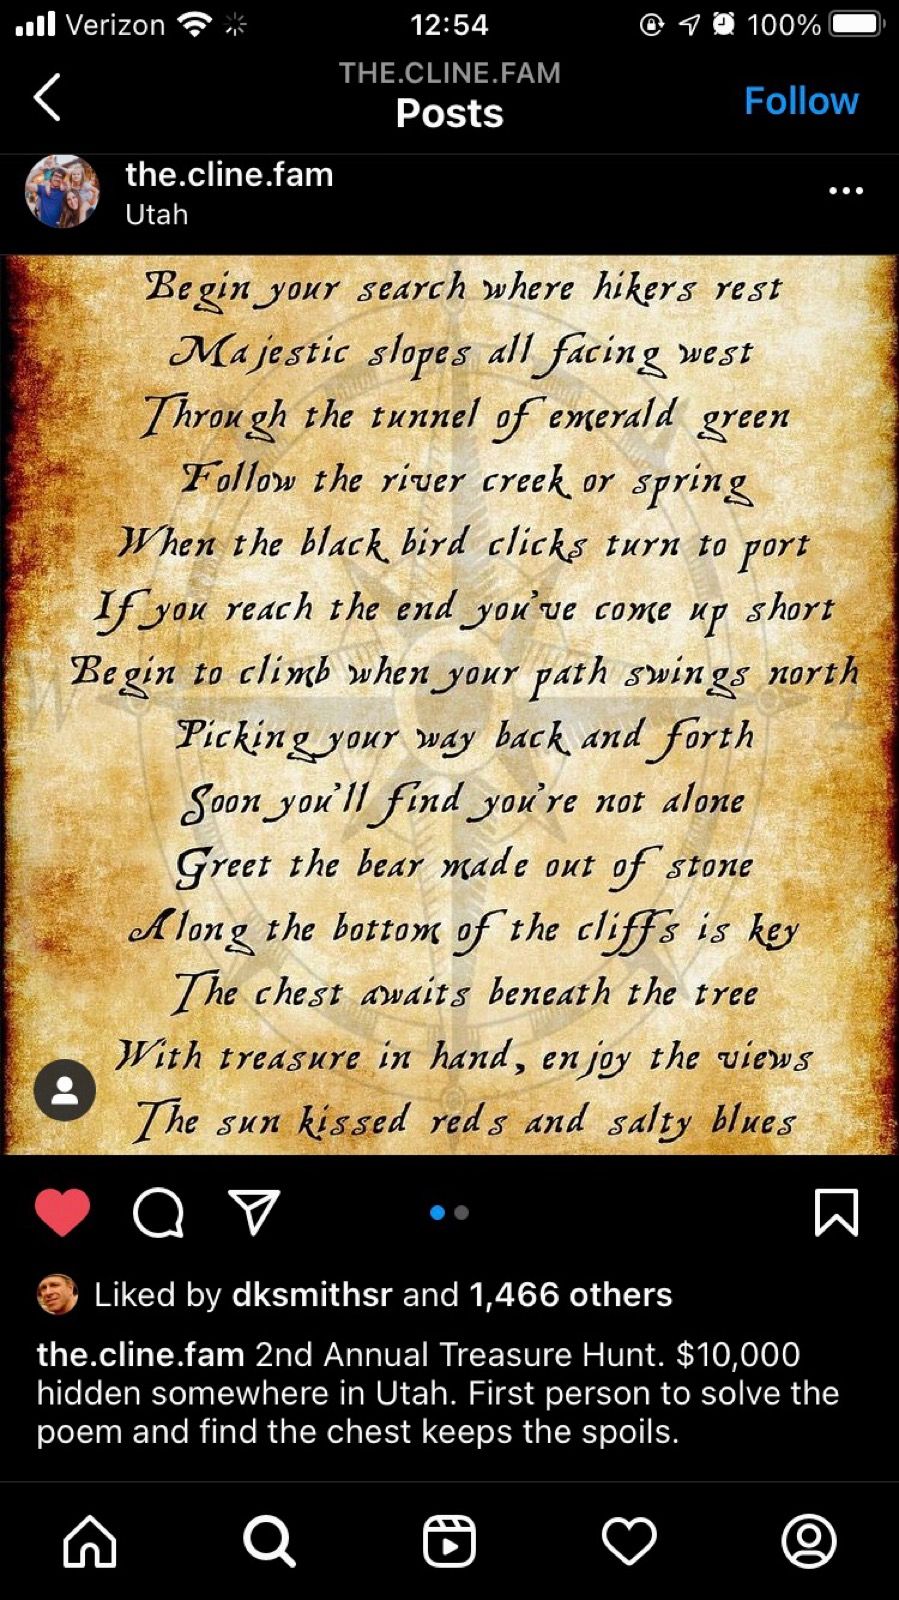 Verizon 12:54 100%
THE.CLINE.FAM
Posts
Follow
the.cline.fam
Utah
Begin your search where hikers rest
Majestic slopes all facing west
Through the tunnel of emerald green
Follow the river creek or spring
When the black bird clicks turn to port
If you reach the end you've come up short
Begin to climb when your path swings north
Picking your way back and forth
Soon you'll find you're not alone
Greet the bear made out of stone
Along the bottom of the cliffs is key
The chest awaits beneath the tree
With treasure in hand, enjoy the views
The sun kissed reds and salty blues
Liked by dksmithsr and 1,466 others
the.cline.fam 2nd Annual Treasure Hunt. $10,000
hidden somewhere in Utah. First person to solve the
poem and find the chest keeps the spoils.